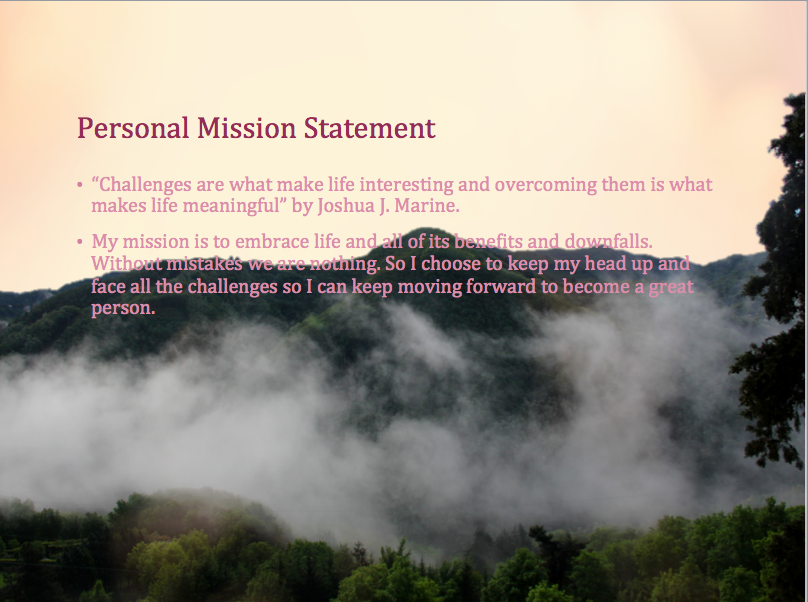 Personal Mission Statement
• “Challenges are what make life interesting and overcoming them is what
makes life meaningful” by Joshua J. Marine.
• My mission is to embrace life and all of its benefits and downfalls.
Without mistakes we are nothing. So I choose to keep my head up and
face all the challenges so I can keep moving forward to become a great
person.